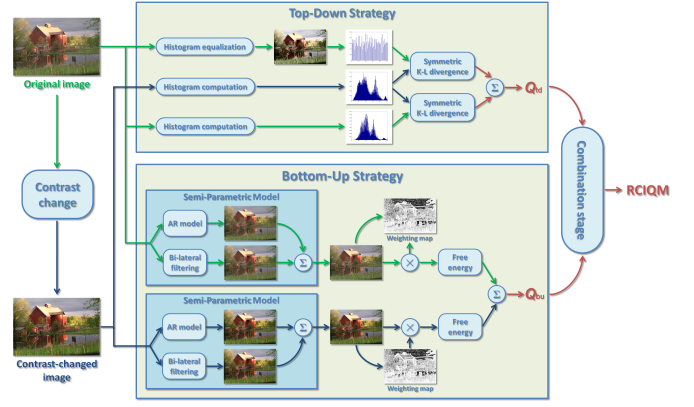 Top-Down Strategy
Original image
Histogram equalization
Histogram computation
Histogram computation
Symmetric
K-L divergence
Symmetric
K-L divergence
Σ
Qtd
Contrast
change
Contrast-changed
image
Bottom-Up Strategy
Semi-Parametric Model
AR model
Bi-lateral
filtering
Σ
Weighting map
×
Free
energy
Semi-Parametric Model
AR model
Bi-lateral
filtering
Σ
×
Weighting map
Free
energy
Σ
Qbu
Combination stage
RCIQM